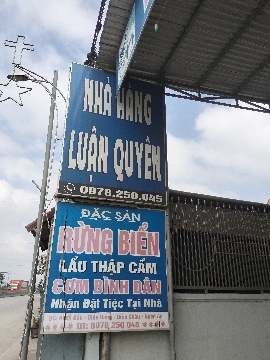 NHÀ HÀNG
LUẬN QUYÊN
0978.250.045
ĐẶC SẢN
RỪNG BIỂN
LẨU THẬP CẨM
CƠM BÌNH DÂN
Nhận Đặt Tiệc Tại Nhà
ĐT: 0978.250.045